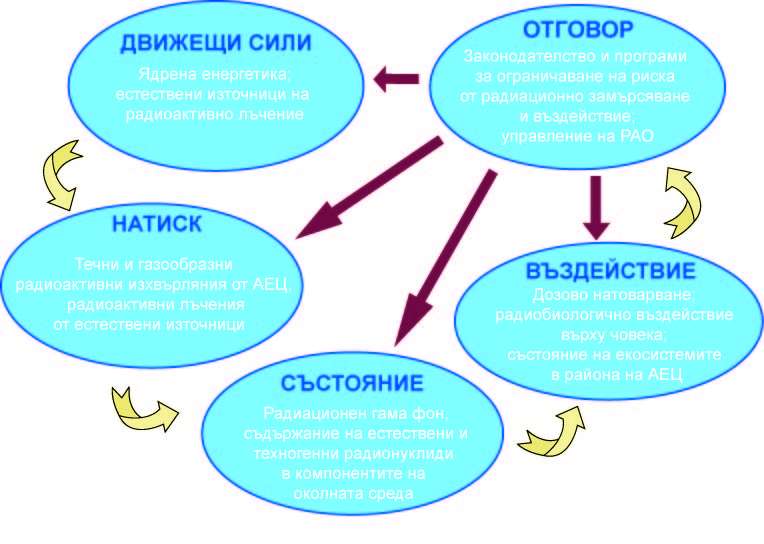 ДВИЖЕЩИ СИЛИ
Ядрена енергетика;
естествени източници на
радиоактивно лъчение
ОТГОВОР
Законодателство и програми
за ограничаване на риска
от радиационно замърсяване
и въздействие;
управление на РАО
НАТИСК
Течни и газообразни
радиоактивни изхвърляния от АЕЦ,
радиоактивни лъчения
от естествени източници
ВЪЗДЕЙСТВИЕ
Дозово натоварване;
радиобиологично въздействие
върху човека;
състояние на екосистемите
в района на АЕЦ
СЪСТОЯНИЕ
Радиационен гама фон,
съдържание на естествени и
техногенни радионуклиди
в компонентите на
околната среда